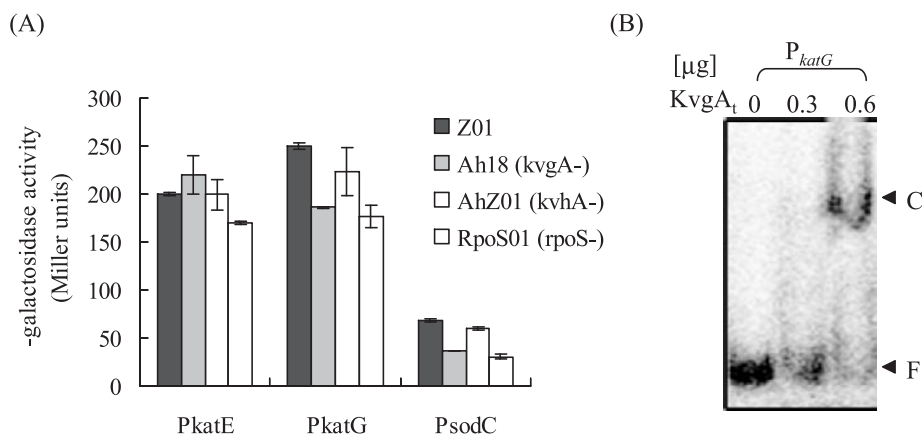 (A)
-galactosidase activity
(Miller units)
300
250
200
150
100
50
0
PkatE
PkatG
PsodC
Z01
Ah18 (kvgA-)
AhZ01 (kvhA-)
RpoS01 (rpoS-)
(B)
PkatG
[µg]
KvgAt 0 0.3 0.6
C
F